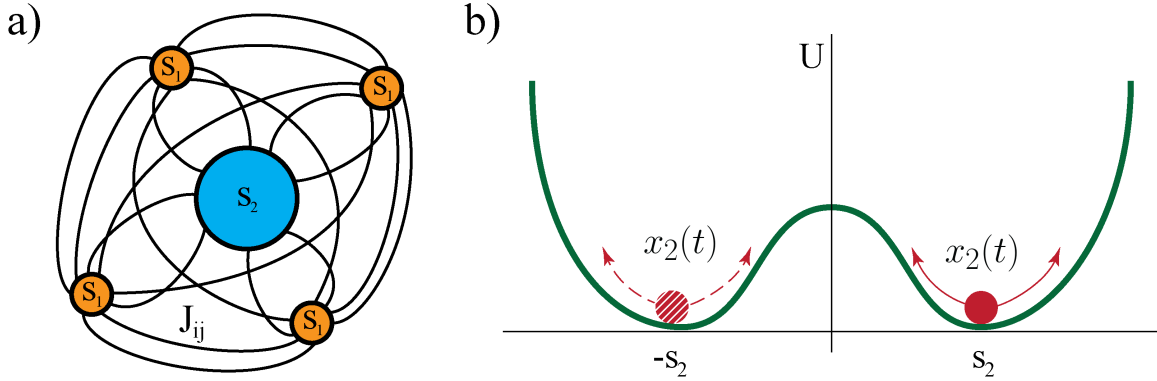 a)
S₁
S₁
S₂
S₁
S₁
Jᵢⱼ
b)
U
x₂(t)
x₂(t)
-s₂
s₂